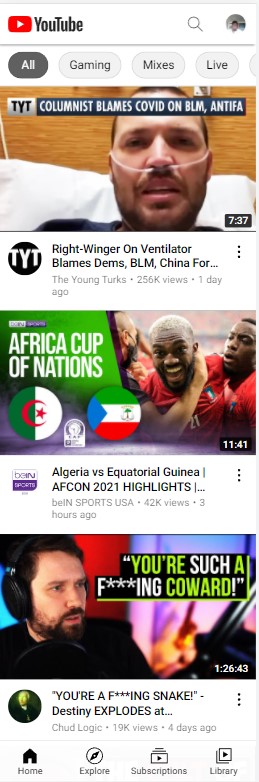 YouTube
All Gaming Mixes Live
TYT COLUMNIST BLAMES COVID ON BLM, ANTIFA
7:37
TYT
Right-Winger On Ventilator
Blames Dems, BLM, China For...
The Young Turks • 256K views • 1 day
ago
beIN SPORTS
AFRICA CUP
OF NATIONS
11:41
beIN
SPORTS
Algeria vs Equatorial Guinea |
AFCON 2021 HIGHLIGHTS |...
beIN SPORTS USA • 42K views • 3
hours ago
"YOU'RE SUCH A
F***ING COWARD!"
1:26:43
"YOU'RE A F***ING SNAKE!" -
Destiny EXPLODES at...
Chud Logic • 19K views • 4 days ago
Home Explore Subscriptions Library